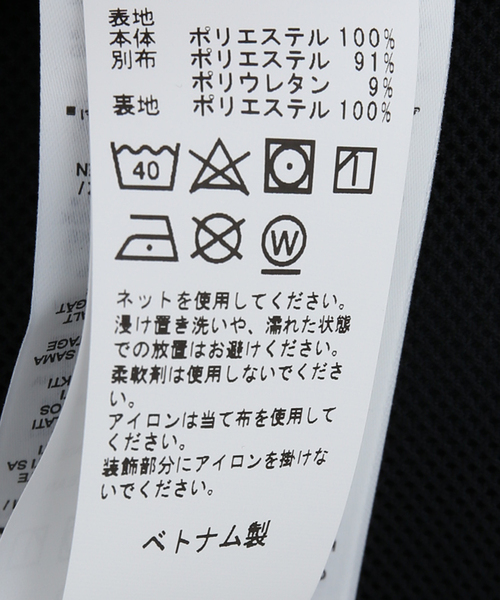 表地
本体 ポリエステル 100%
別布 ポリエステル 91%
ポリウレタン 9%
裏地 ポリエステル 100%
40
W
ネットを使用してください。
浸け置き洗いや、濡れた状態
での放置はお避けください。
柔軟剤は使用しないでくださ
い。
アイロンは当て布を使用して
ください。
装飾部分にアイロンを掛けな
いでください。
ベトナム製